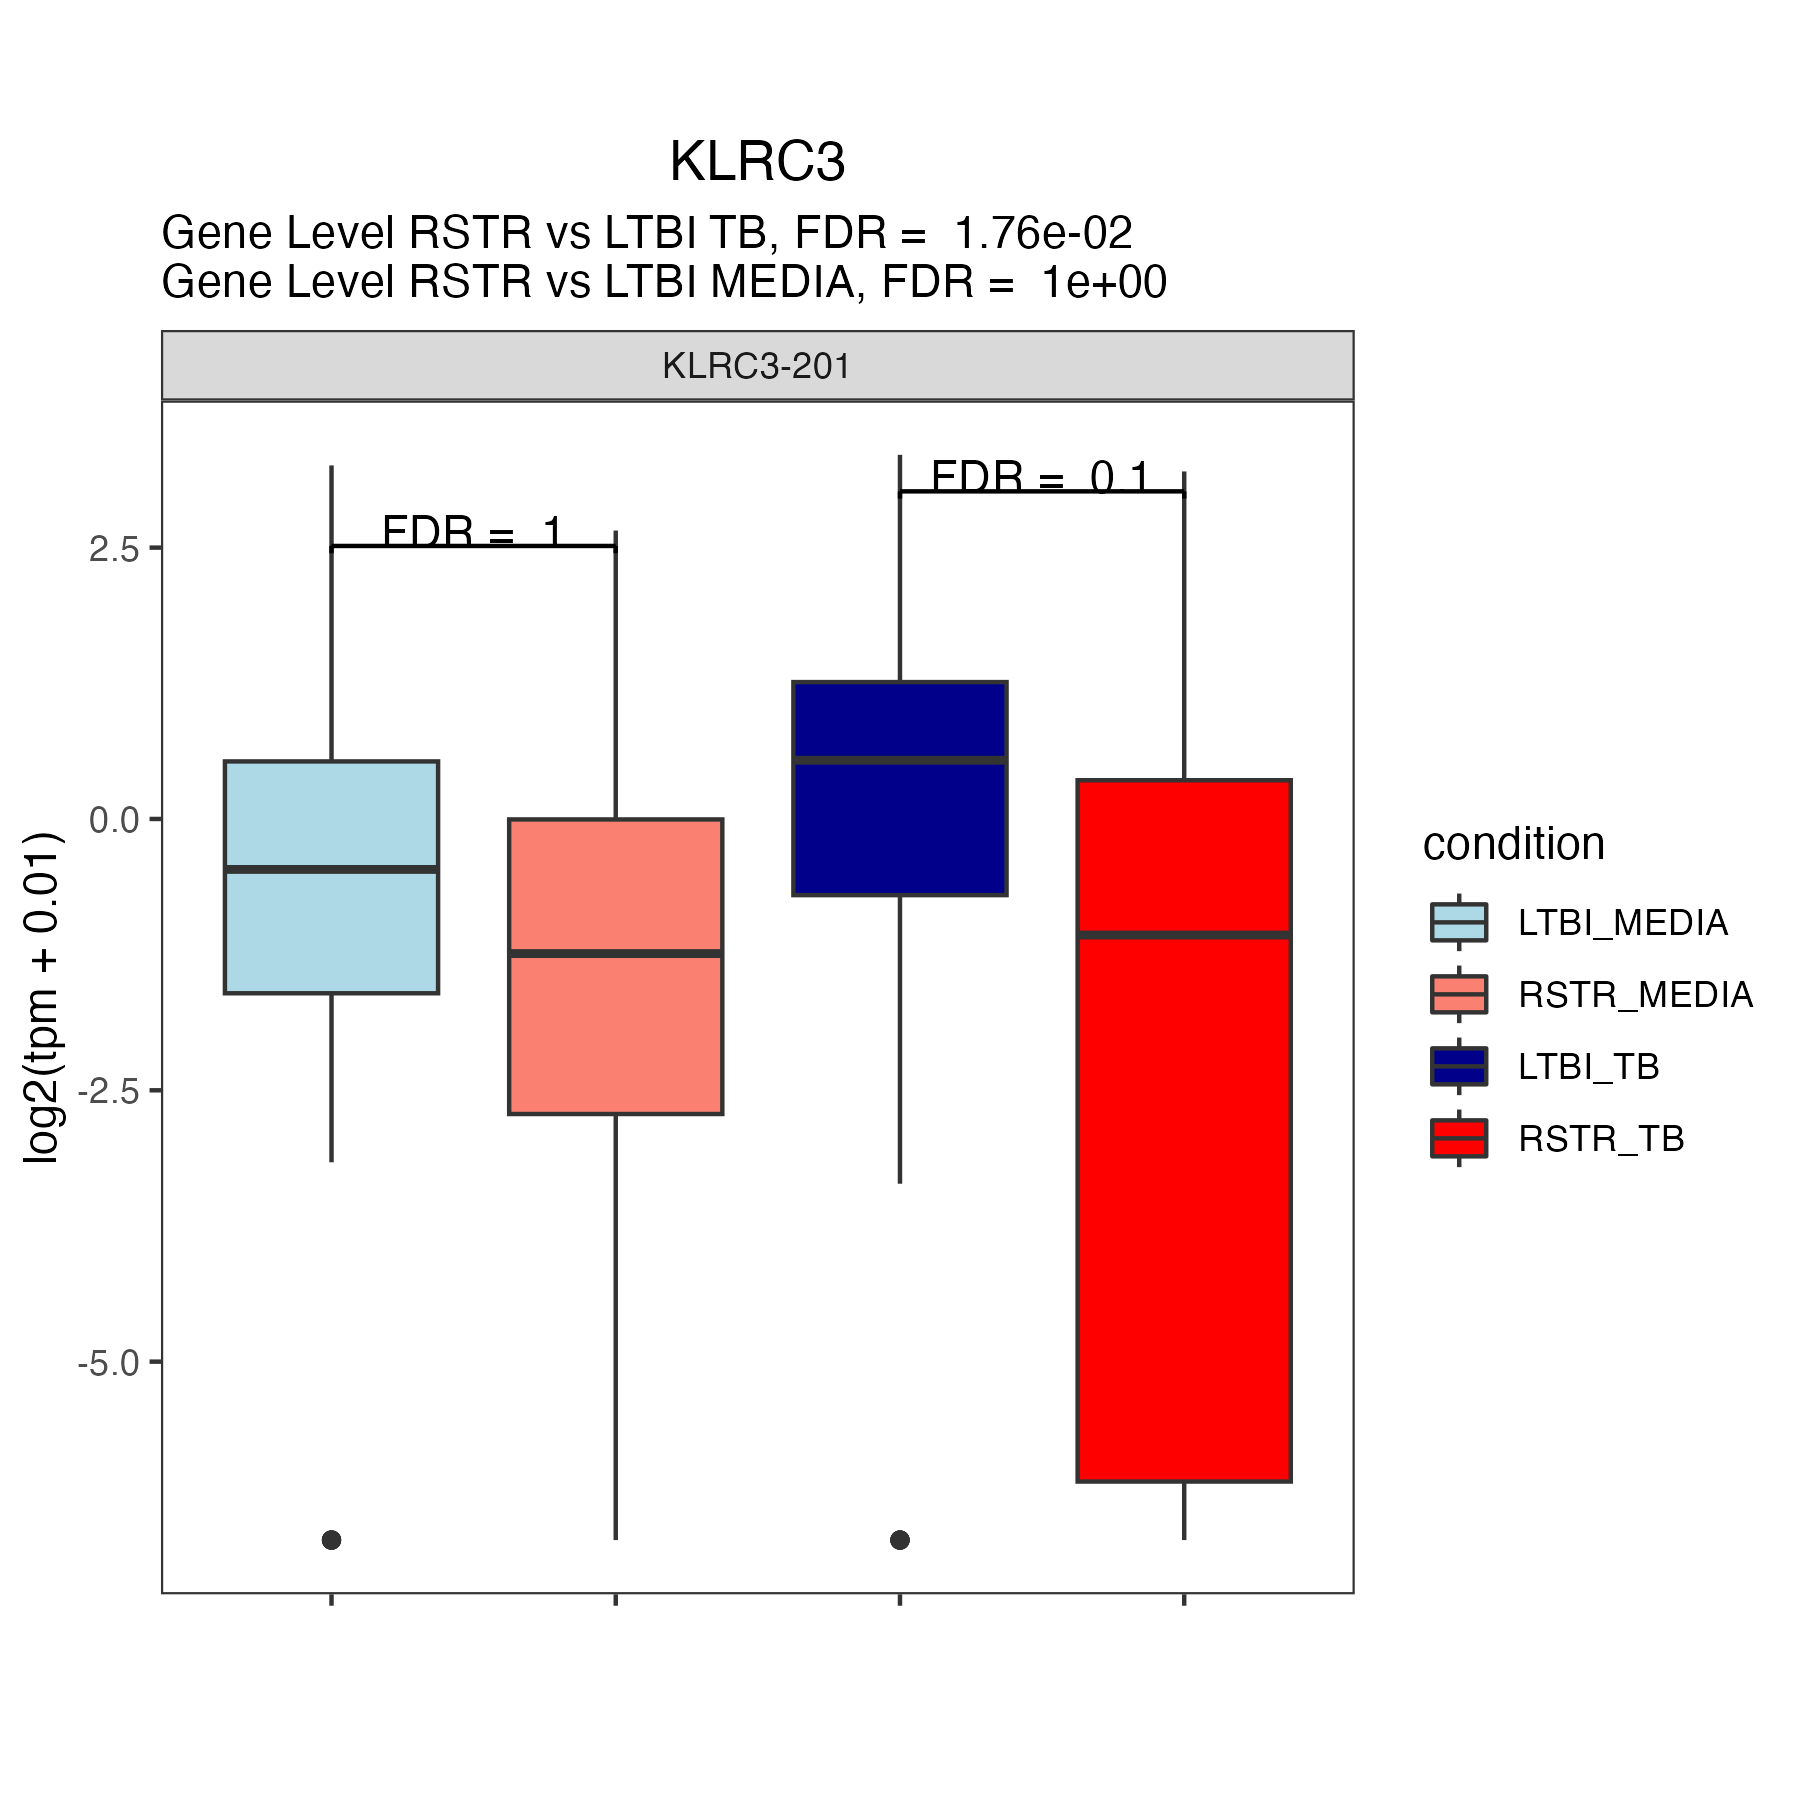 KLRC3
Gene Level RSTR vs LTBI TB, FDR =  1.76e-02
Gene Level RSTR vs LTBI MEDIA, FDR =  1e+00
KLRC3-201
FDR =  1
FDR =  0.1
2.5
0.0
-2.5
-5.0
log2(tpm + 0.01)
condition
LTBI_MEDIA
RSTR_MEDIA
LTBI_TB
RSTR_TB